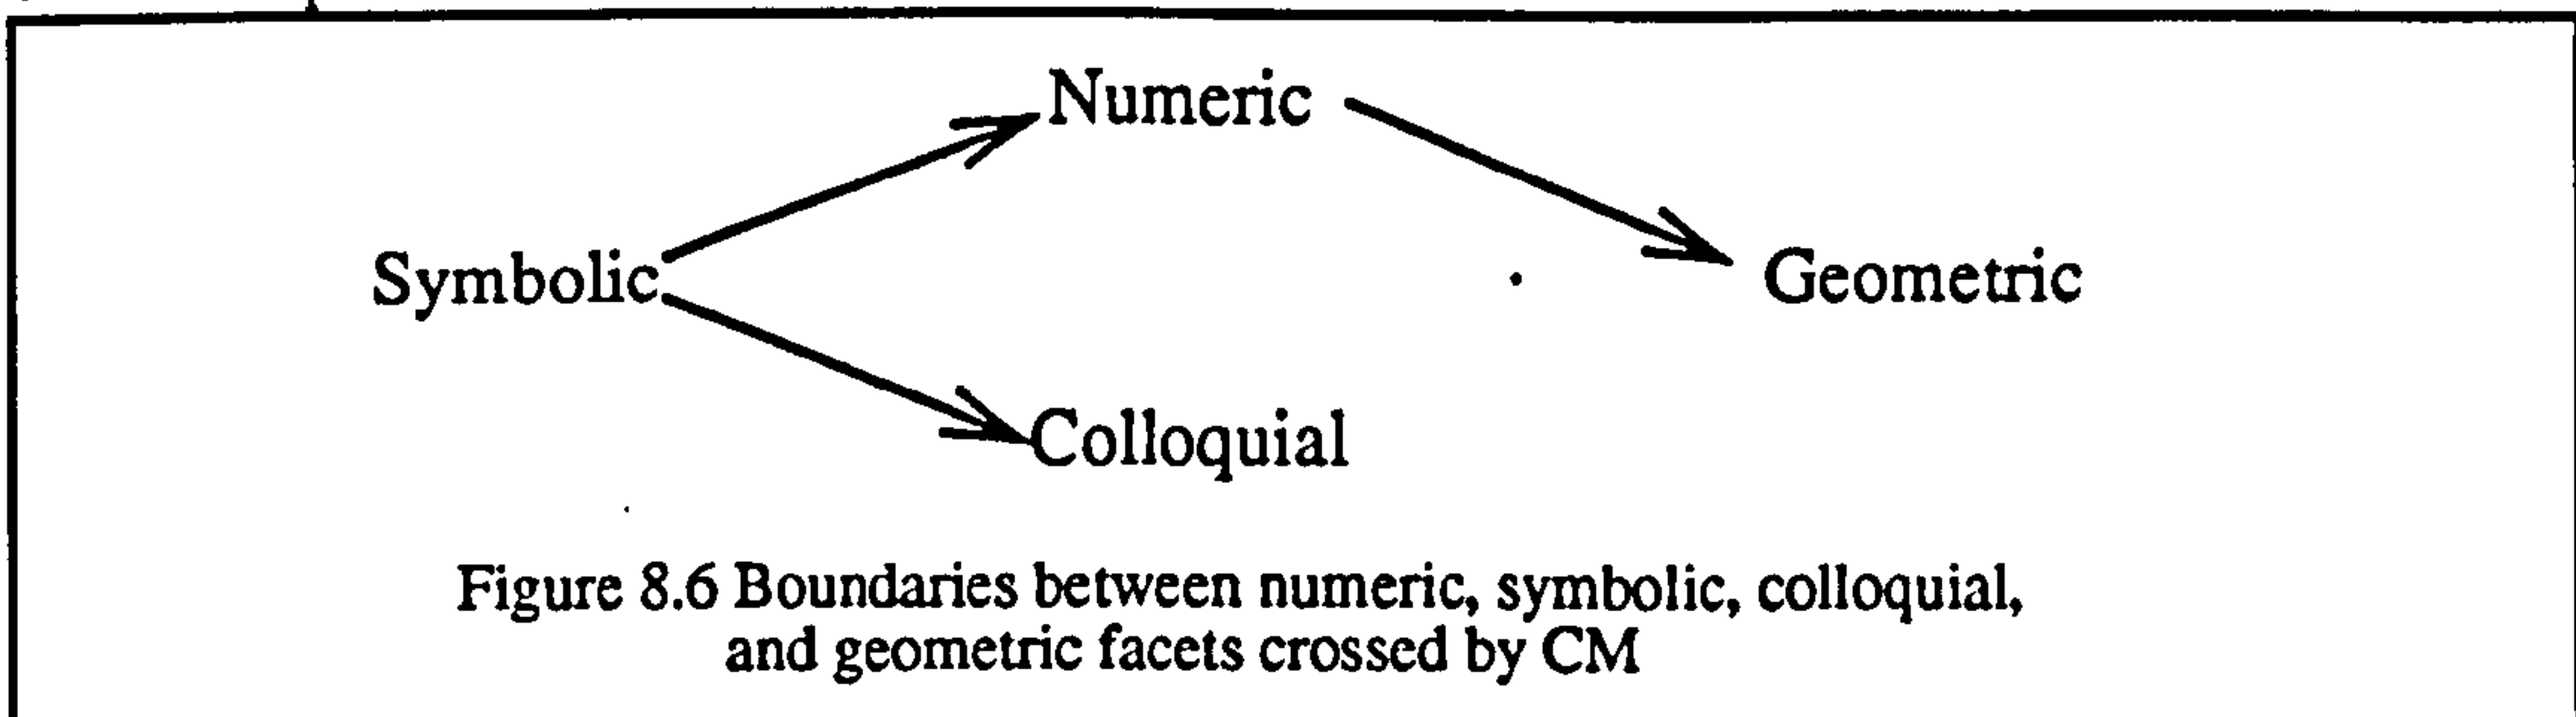 Numeric
Symbolic
Geometric
Colloquial
Figure 8.6 Boundaries between numeric, symbolic, colloquial,
and geometric facets crossed by CM